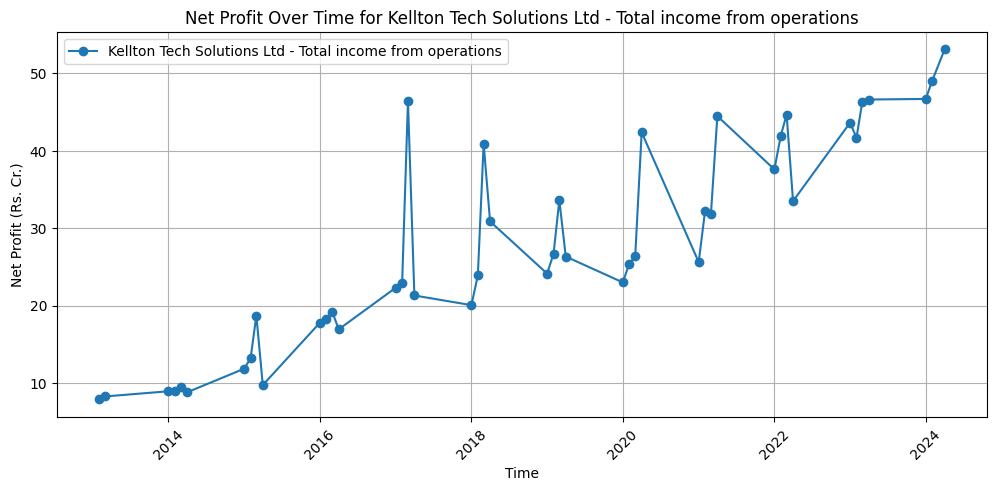 Net Profit Over Time for Kellton Tech Solutions Ltd - Total income from operations
Kellton Tech Solutions Ltd - Total income from operations
Net Profit (Rs. Cr.)
50
40
30
20
10
2014
2016
2018
2020
2022
2024
Time